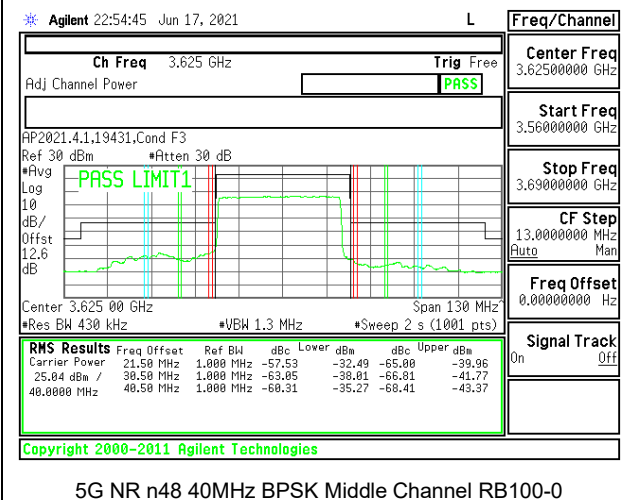 Agilent 22:54:45 Jun 17, 2021 L
Freq/Channel
Ch Freq 3.625 GHz Trig Free
Adj Channel Power PASS
AP2021.4.1,19431,Cond F3
Ref 30 dBm #Atten 30 dB
#Avg
Log
10
dB/
Offst
12.6
dB
PASS LIMIT1
Center 3.625 00 GHz Span 130 MHz^
#Res BW 430 kHz #VBW 1.3 MHz #Sweep 2 s (1001 pts)
RMS Results Freq Offset Ref BW dBc Lower dBm dBc Upper dBm
Carrier Power 21.50 MHz 1.000 MHz -57.53 -32.49 -65.00 -39.96
25.04 dBm / 30.50 MHz 1.000 MHz -63.05 -38.01 -66.81 -41.77
40.0000 MHz 40.50 MHz 1.000 MHz -60.31 -35.27 -68.41 -43.37
Center Freq
3.62500000 GHz
Start Freq
3.56000000 GHz
Stop Freq
3.69000000 GHz
CF Step
13.0000000 MHz
Auto Man
Freq Offset
0.00000000 Hz
Signal Track
On Off
Copyright 2000-2011 Agilent Technologies
5G NR n48 40MHz BPSK Middle Channel RB100-0